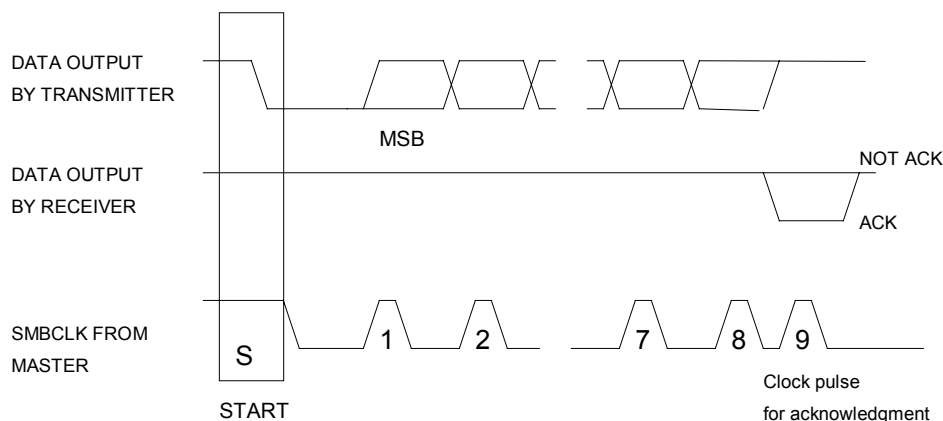 DATA OUTPUT
BY TRANSMITTER
MSB
NOT ACK
DATA OUTPUT
BY RECEIVER
ACK
SMBCLK FROM
MASTER
S
1
2
7
8
9
START
Clock pulse
for acknowledgment